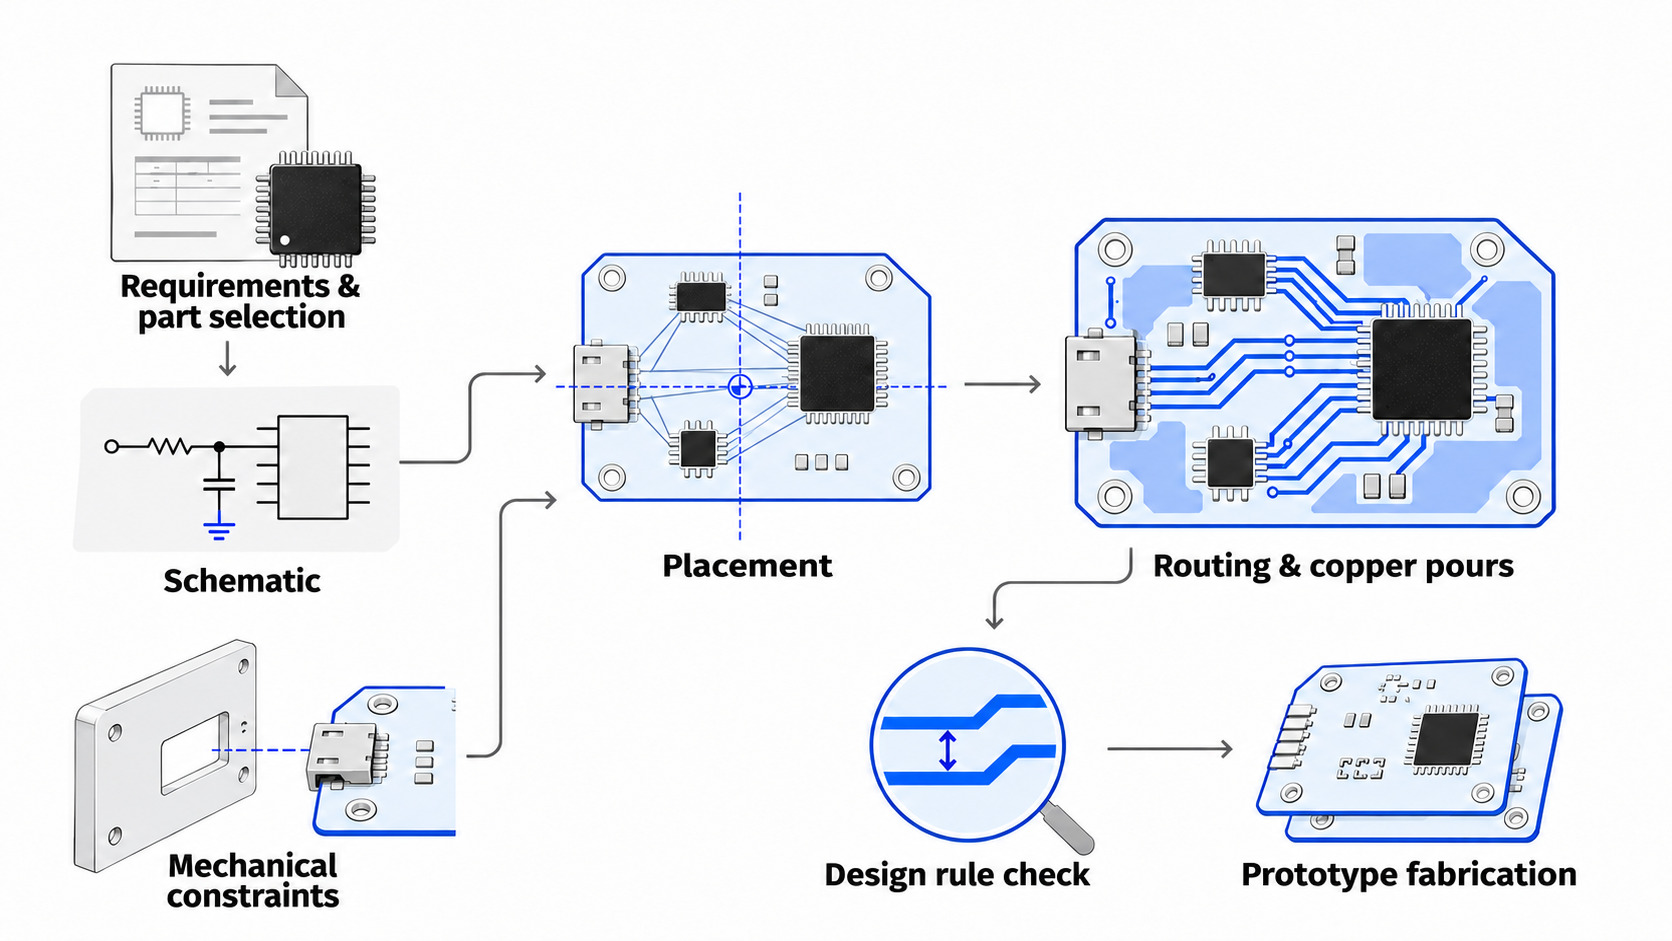 Requirements &
part selection
Schematic
Mechanical
constraints
Placement
Routing & copper pours
Design rule check
Prototype fabrication